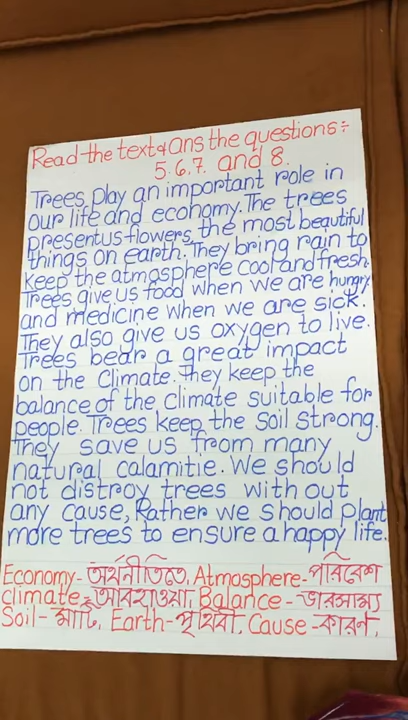 Read the text & ans the questions÷
5.6.7. and 8.
Trees play an important role in
our life and economy. The trees
present us flowers, the most beautiful
things on earth. They bring rain to
keep the atmosphere cool and fresh.
Trees give us food when we are hungry.
and medicine when we are sick.
They also give us oxygen to live.
Trees bear a great impact
on the Climate. They keep the
balance of the Climate suitable for
people. Trees keep the Soil strong.
They save us from many
natural calamitie. We should
not distroy trees with out
any cause, Rather we should plant
more trees to ensure a happy life.
Economy- অর্থনীতিতে, Atmosphere- পরিবেশ
climate- আবহাওয়া, Balance - ভারসাম্য
Soil- মাটি, Earth- পৃথিবী, Cause- কারণ,